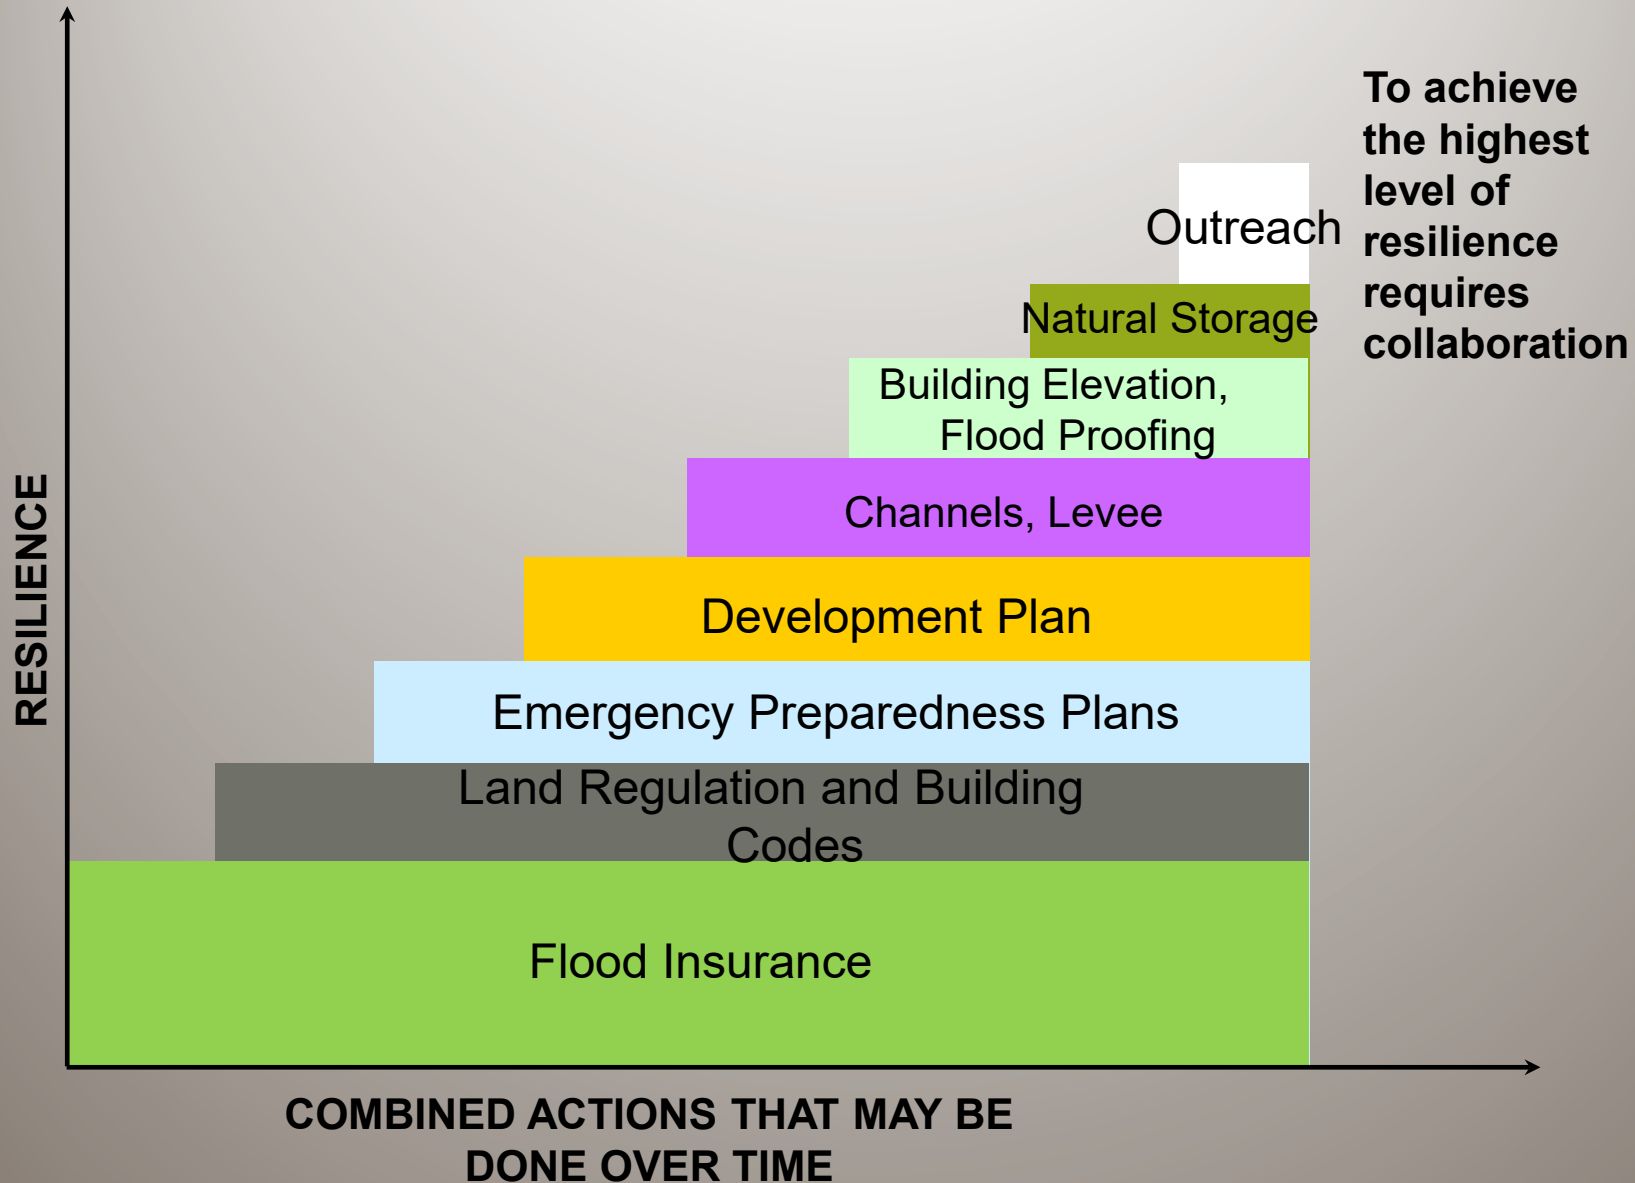 To achieve
the highest
level of
resilience
requires
collaboration
Outreach
Natural Storage
Building Elevation,
Flood Proofing
Channels, Levee
Development Plan
Emergency Preparedness Plans
Land Regulation and Building
Codes
Flood Insurance
RESILIENCE
COMBINED ACTIONS THAT MAY BE
DONE OVER TIME